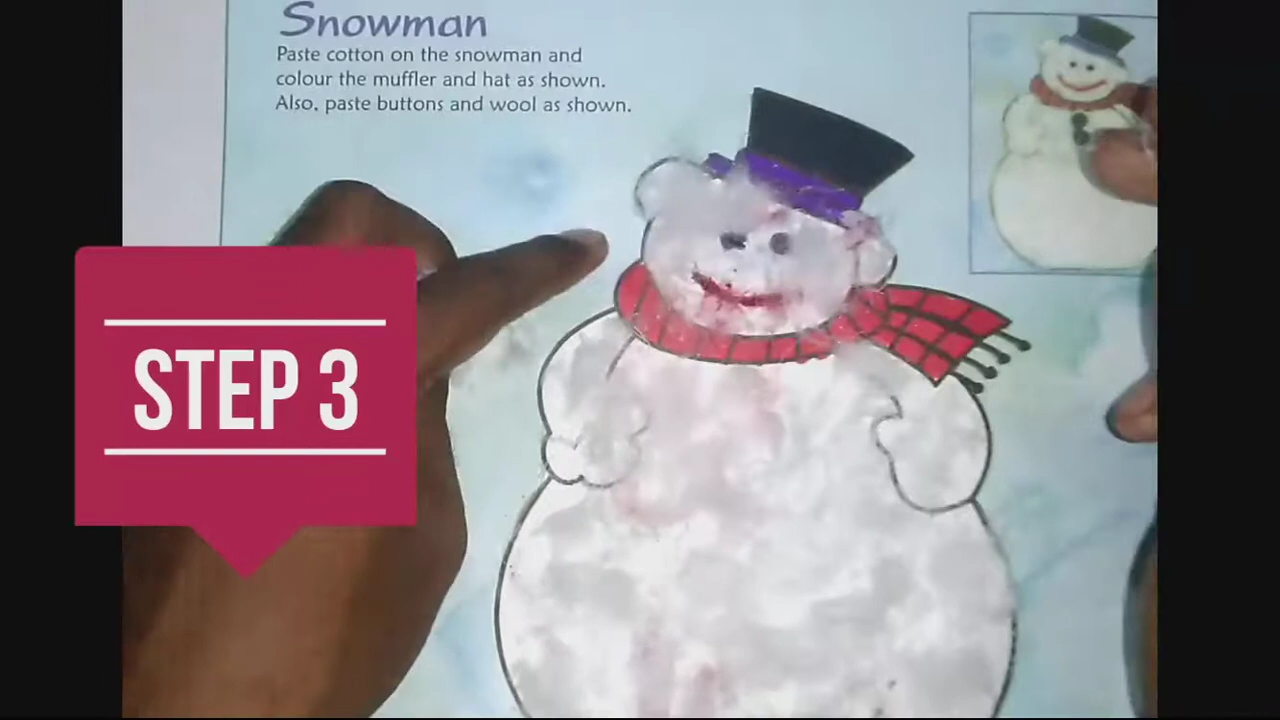 Snowman
Paste cotton on the snowman and
colour the muffler and hat as shown.
Also, paste buttons and wool as shown.
STEP 3